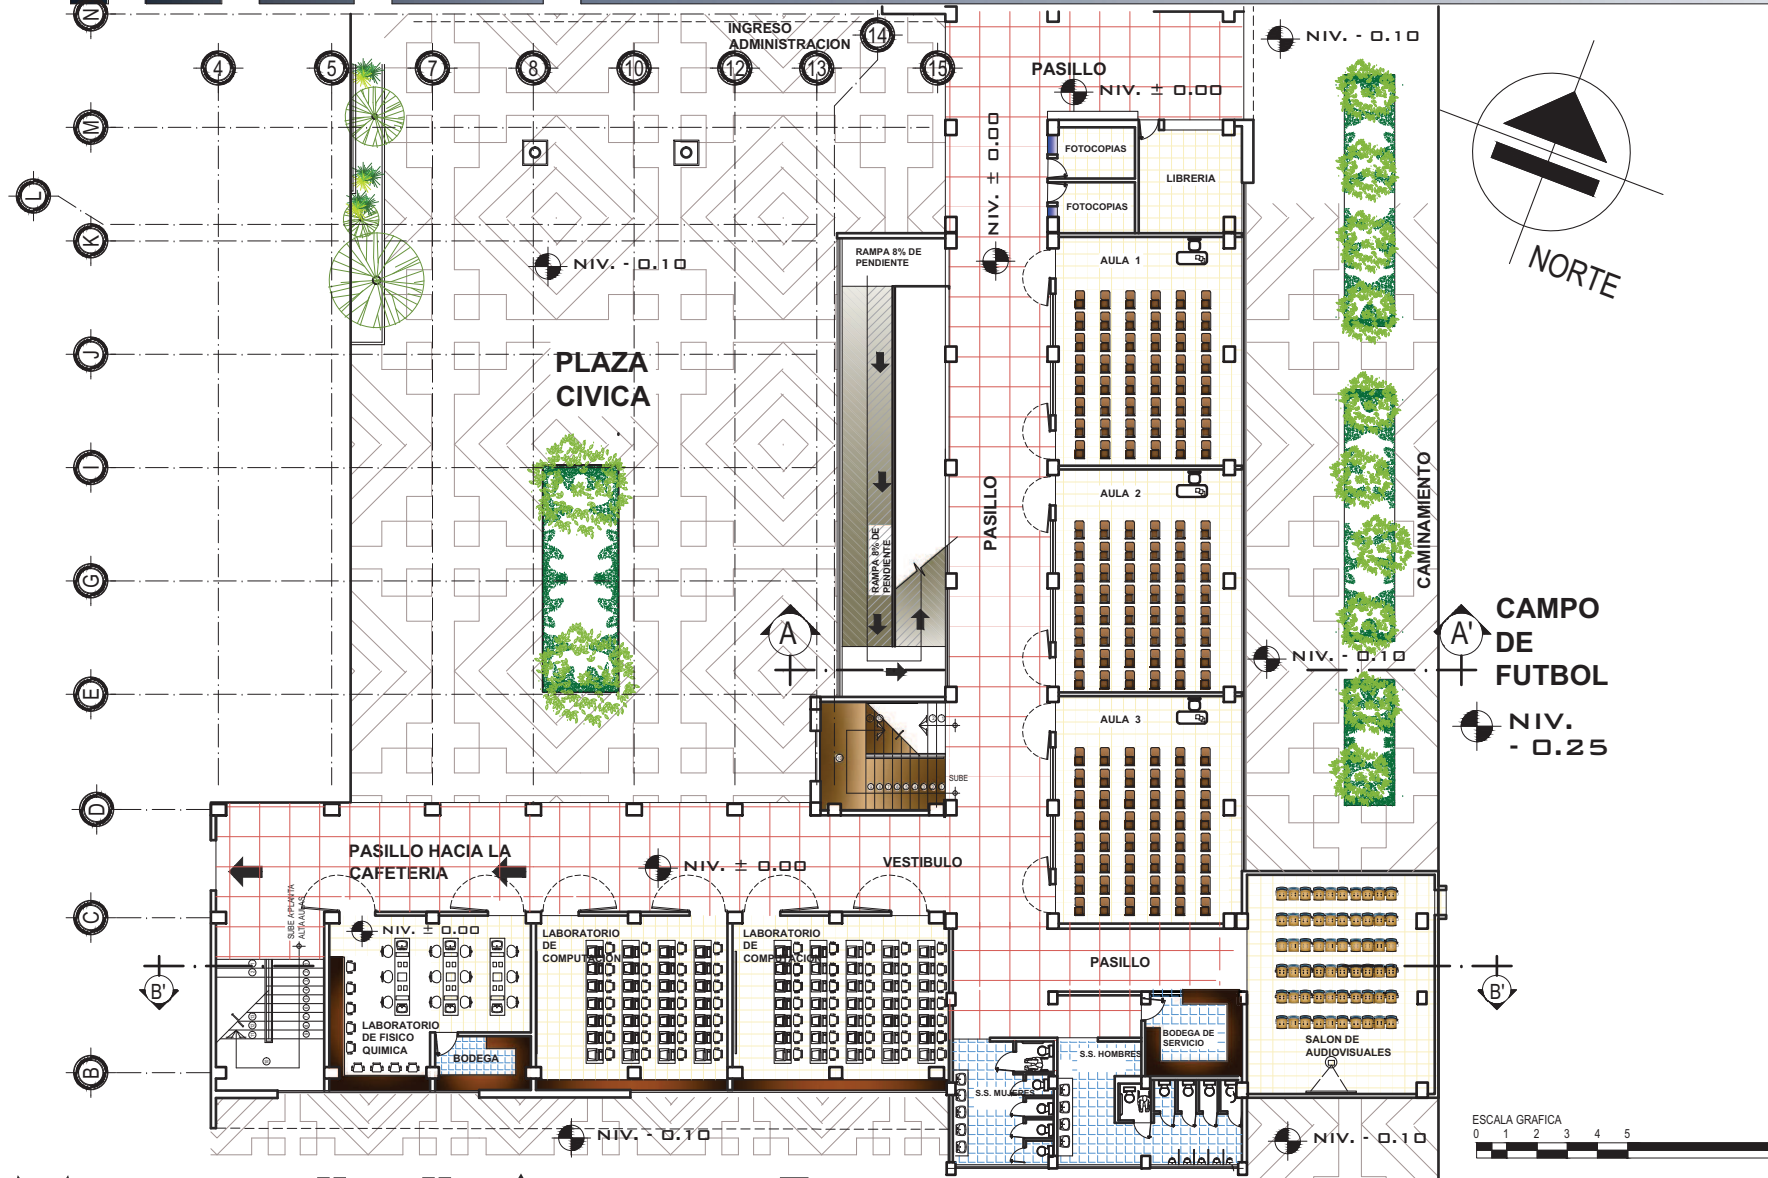 N
INGRESO
ADMINISTRACION
14
4
5
7
8
10
12
13
15
PASILLO
NIV. ± 0.00
NIV. - 0.10
M
NIV. ± 0.00
FOTOCOPIAS
LIBRERIA
FOTOCOPIAS
L
K
NORTE
RAMPA 8% DE
PENDIENTE
NIV. - 0.10
AULA 1
J
PLAZA
CIVICA
I
AULA 2
PASILLO
CAMINAMIENTO
RAMPA 8% DE
PENDIENTE
G
A
A'
CAMPO
DE
FUTBOL
NIV. - 0.10
E
NIV.
- 0.25
AULA 3
SUBE
D
PASILLO HACIA LA
CAFETERIA
NIV. ± 0.00
VESTIBULO
C
SUBE A PLANTA
ALTA AULAS
NIV. ± 0.00
LABORATORIO
DE
COMPUTACION
LABORATORIO
DE
COMPUTACION
PASILLO
B'
B'
LABORATORIO
DE FISICO
QUIMICA
BODEGA
S.S. HOMBRES
BODEGA DE
SERVICIO
SALON DE
AUDIOVISUALES
B
S.S. MUJERES
NIV. - 0.10
NIV. - 0.10
ESCALA GRAFICA
0 1 2 3 4 5